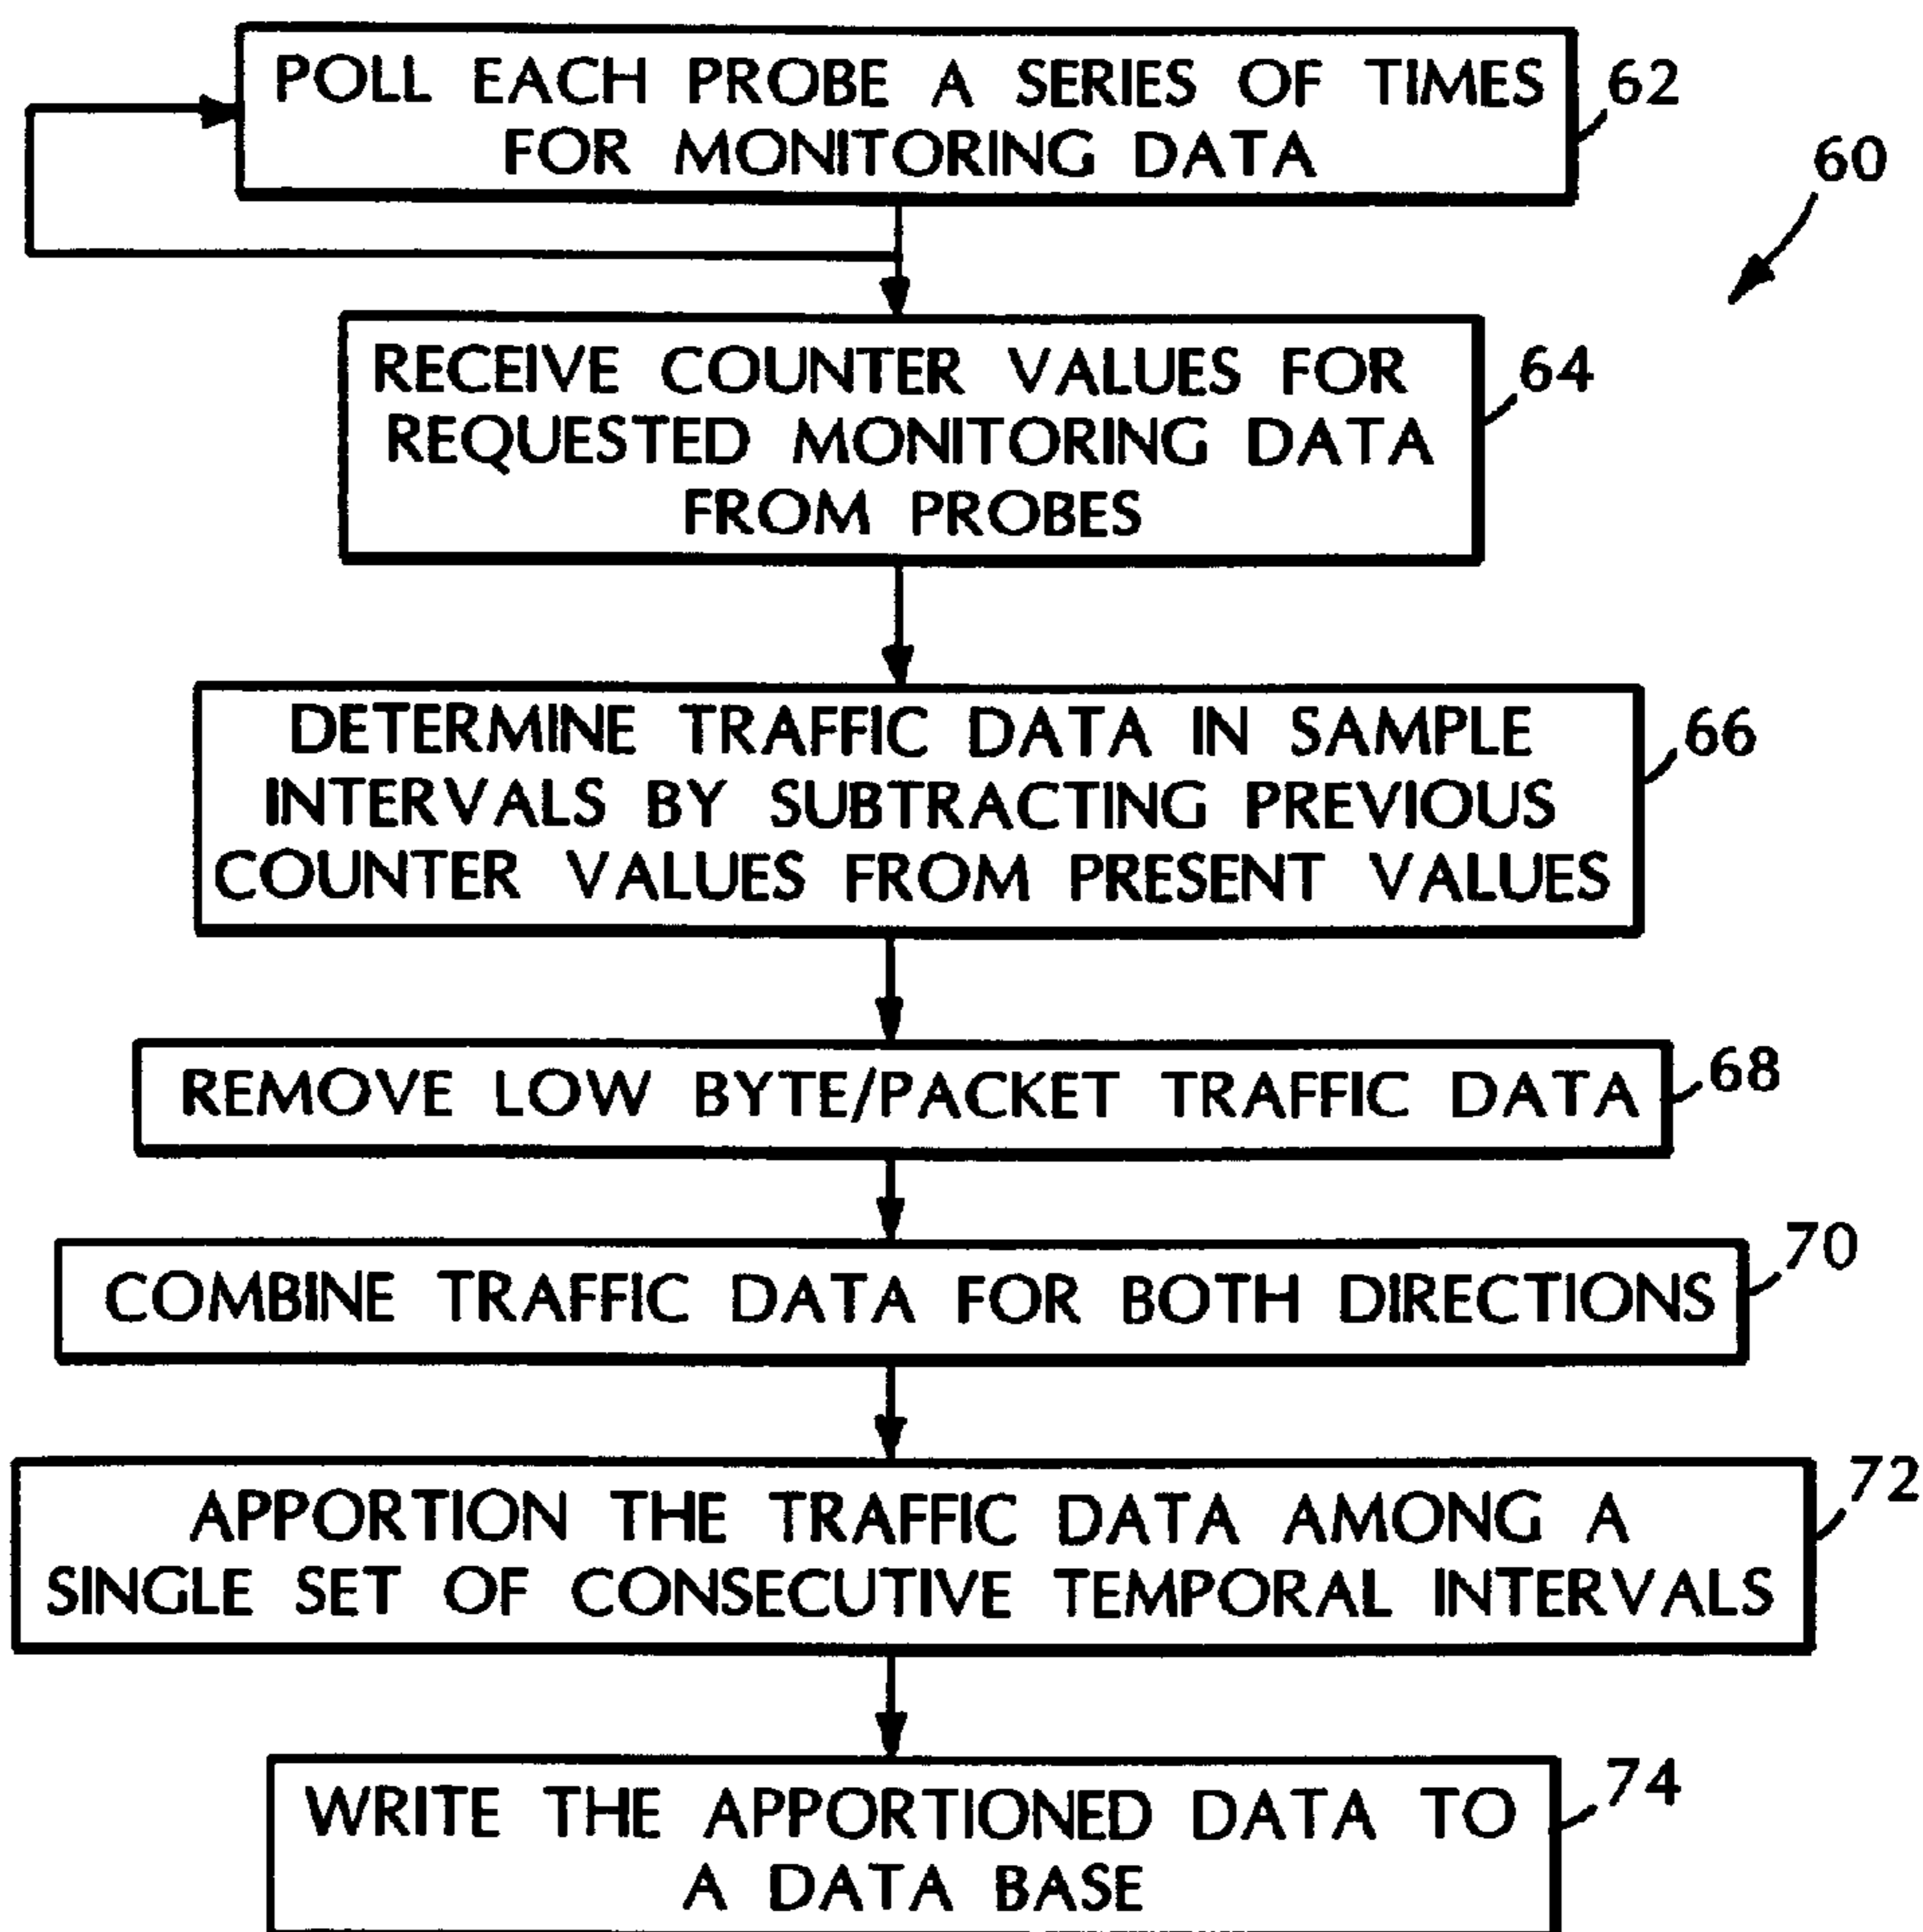 POLL EACH PROBE A SERIES OF TIMES
FOR MONITORING DATA
62
60
RECEIVE COUNTER VALUES FOR
REQUESTED MONITORING DATA
FROM PROBES
64
DETERMINE TRAFFIC DATA IN SAMPLE
INTERVALS BY SUBTRACTING PREVIOUS
COUNTER VALUES FROM PRESENT VALUES
66
REMOVE LOW BYTE/PACKET TRAFFIC DATA
68
COMBINE TRAFFIC DATA FOR BOTH DIRECTIONS
70
APPORTION THE TRAFFIC DATA AMONG A
SINGLE SET OF CONSECUTIVE TEMPORAL INTERVALS
72
WRITE THE APPORTIONED DATA TO
A DATA BASE
74